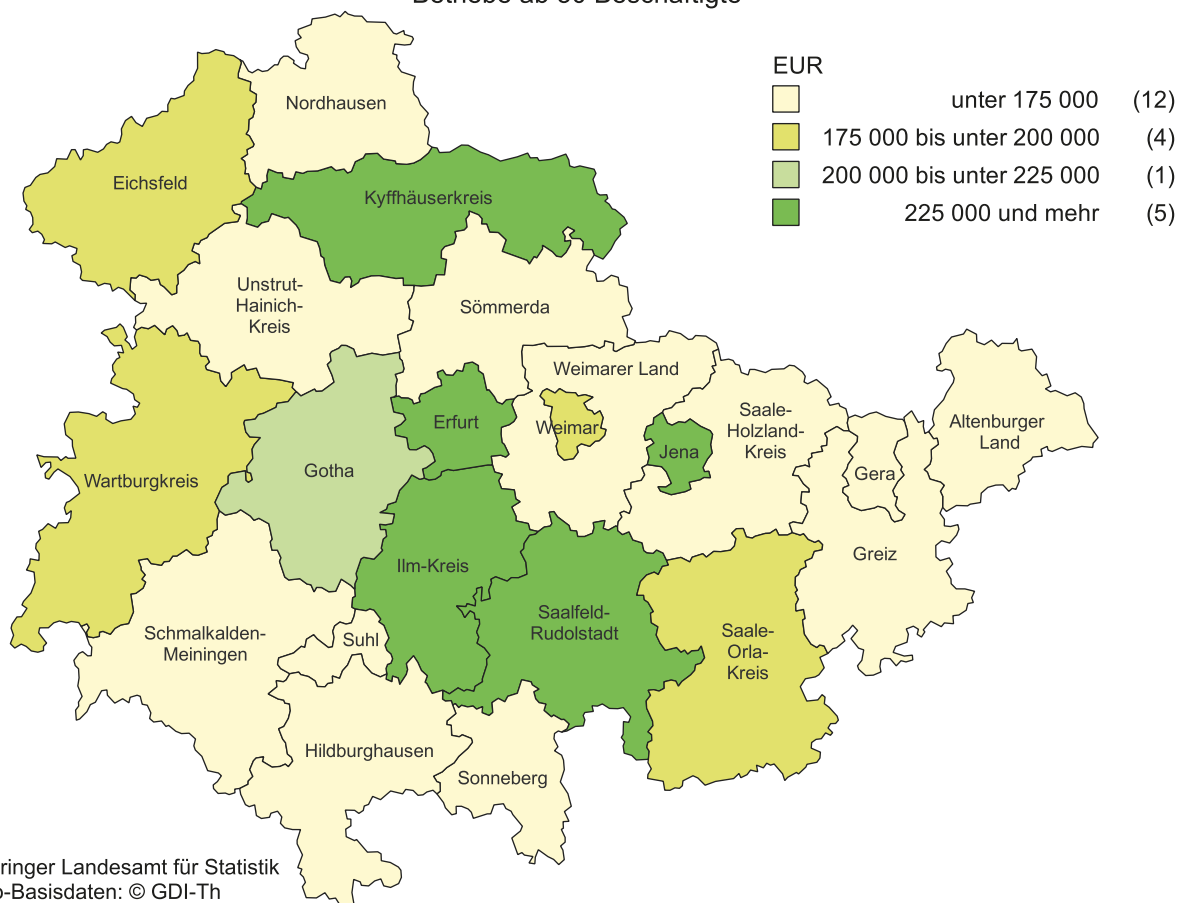 EUR
unter 175 000 (12)
175 000 bis unter 200 000 (4)
200 000 bis unter 225 000 (1)
225 000 und mehr (5)
Nordhausen
Eichsfeld
Kyffhäuserkreis
Unstrut-
Hainich-
Kreis
Sömmerda
Weimarer Land
Weimar
Erfurt
Gotha
Wartburgkreis
Jena
Saale-
Holzland-
Kreis
Gera
Altenburger
Land
Greiz
Ilm-Kreis
Saalfeld-
Rudolstadt
Saale-
Orla-
Kreis
Schmalkalden-
Meiningen
Suhl
Hildburghausen
Sonneberg
ringer Landesamt für Statistik
-Basisdaten: © GDI-Th